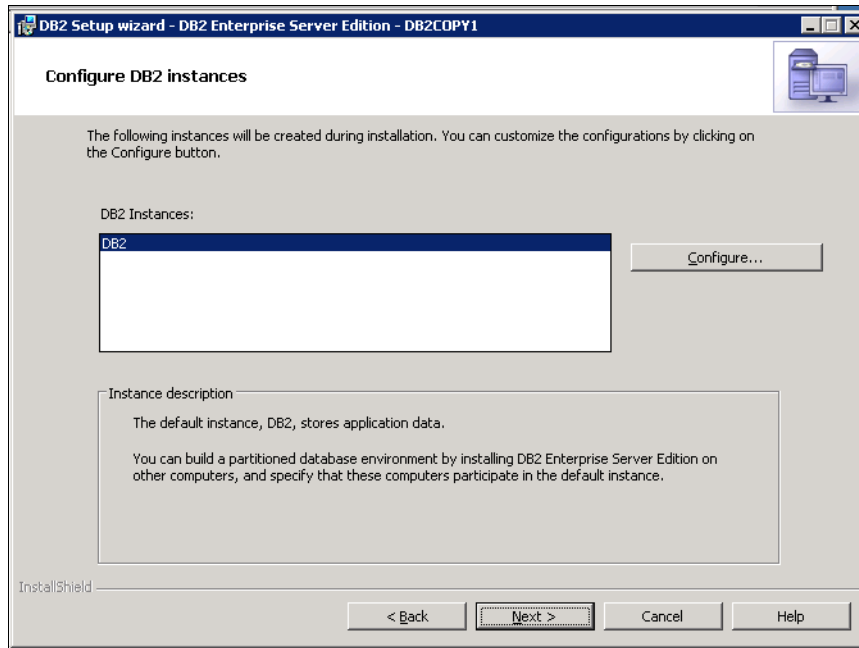 DB2 Setup wizard - DB2 Enterprise Server Edition - DB2COPY1
Configure DB2 instances
The following instances will be created during installation. You can customize the configurations by clicking on
the Configure button.
DB2 Instances:
DB2
Configure...
Instance description
The default instance, DB2, stores application data.
You can build a partitioned database environment by installing DB2 Enterprise Server Edition on
other computers, and specify that these computers participate in the default instance.
InstallShield
< Back
Next >
Cancel
Help